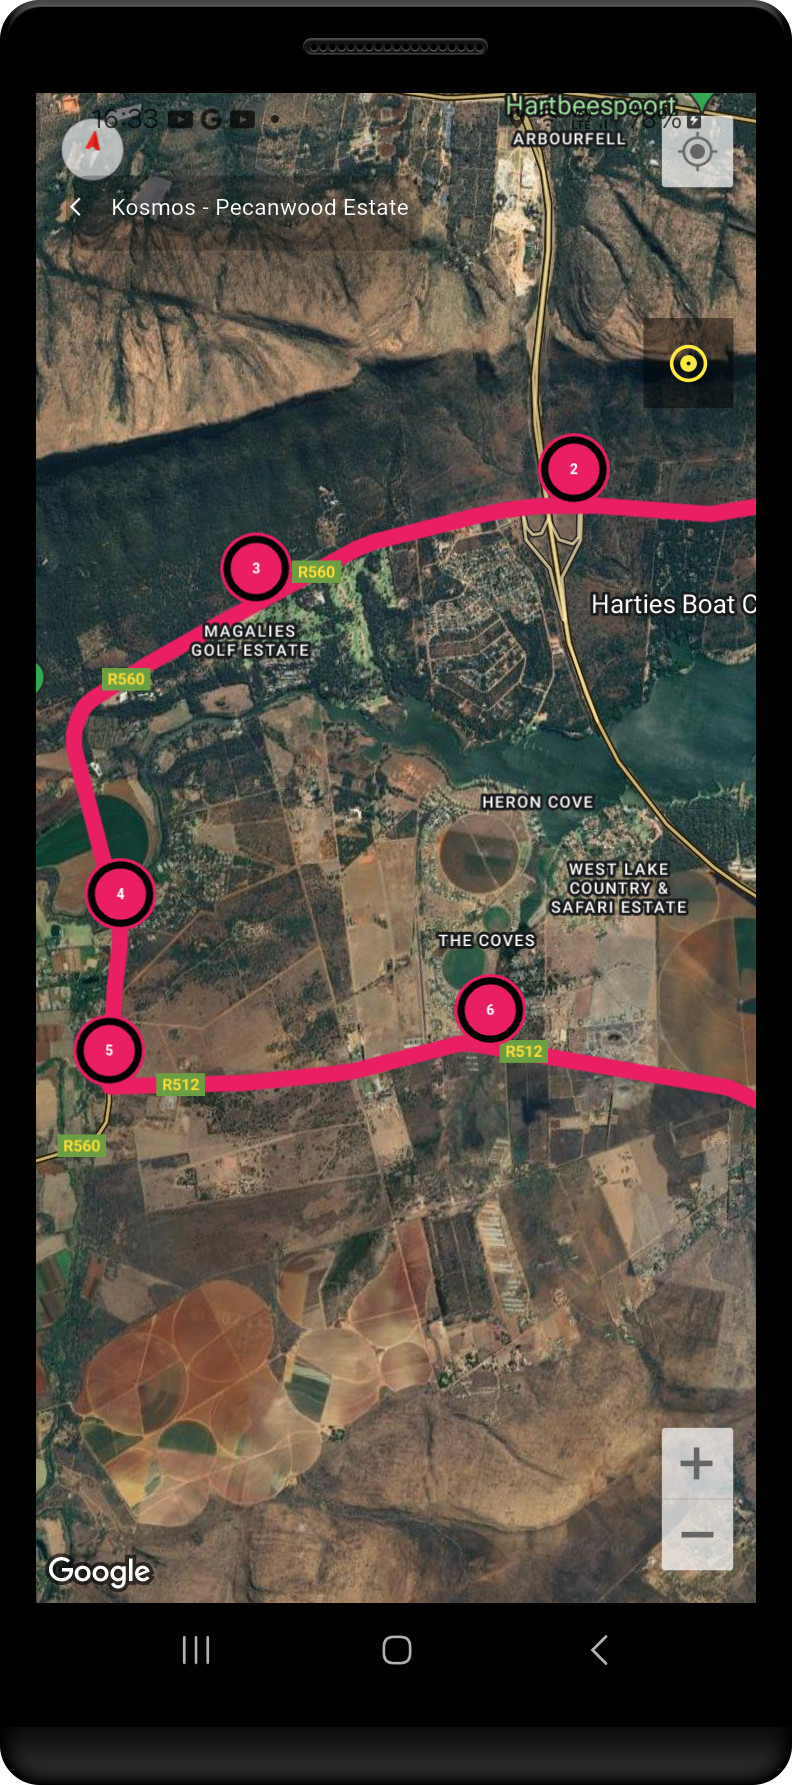 16:33
78%
Hartbeespoort
ARBOURFELL
Kosmos - Pecanwood Estate
2
3
R560
Harties Boat C
MAGALIES
GOLF ESTATE
R560
HERON COVE
WEST LAKE
COUNTRY &
SAFARI ESTATE
4
THE COVES
6
5
R512
R512
R560
Google